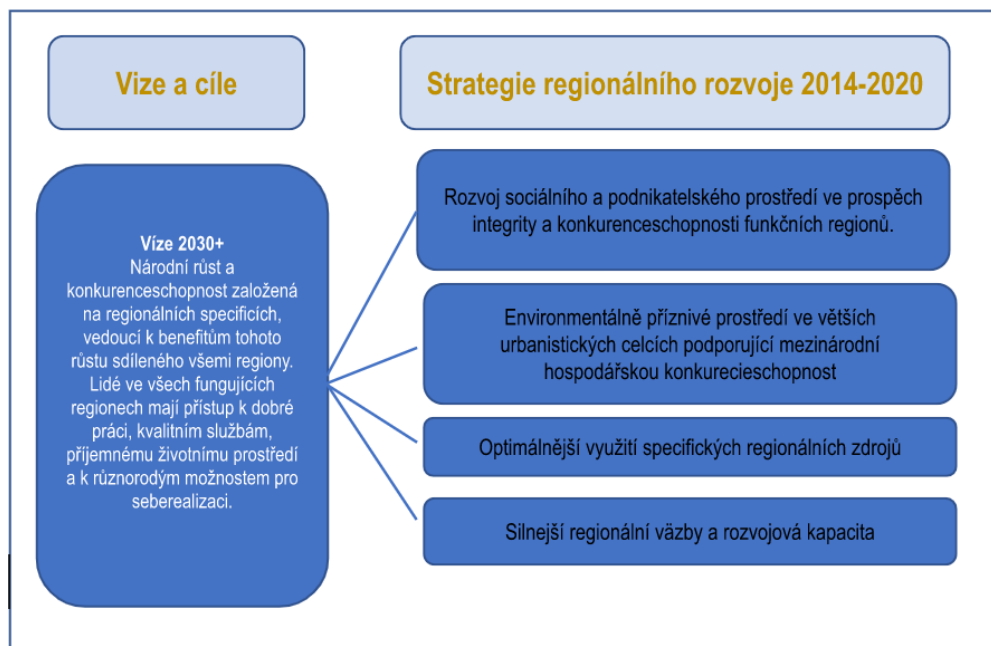 Vize a cíle
Strategie regionálního rozvoje 2014-2020
Víze 2030+
Národní růst a
konkurenceschopnost založená
na regionálních specificích,
vedoucí k benefitům tohoto
růstu sdíleného všemi regiony.
Lidé ve všech fungujících
regionech mají přístup k dobré
práci, kvalitním službám,
příjemnému životnímu prostředí
a k různorodým možnostem pro
seberealizaci.
Rozvoj sociálního a podnikatelského prostředí ve prospěch
integrity a konkurenceschopnosti funkčních regionů.
Environmentálně příznivé prostředí ve větších
urbanistických celcích podporující mezinárodní
hospodářskou konkurecieschopnost
Optimálnější využití specifických regionálních zdrojů
Silnejší regionální väzby a rozvojová kapacita